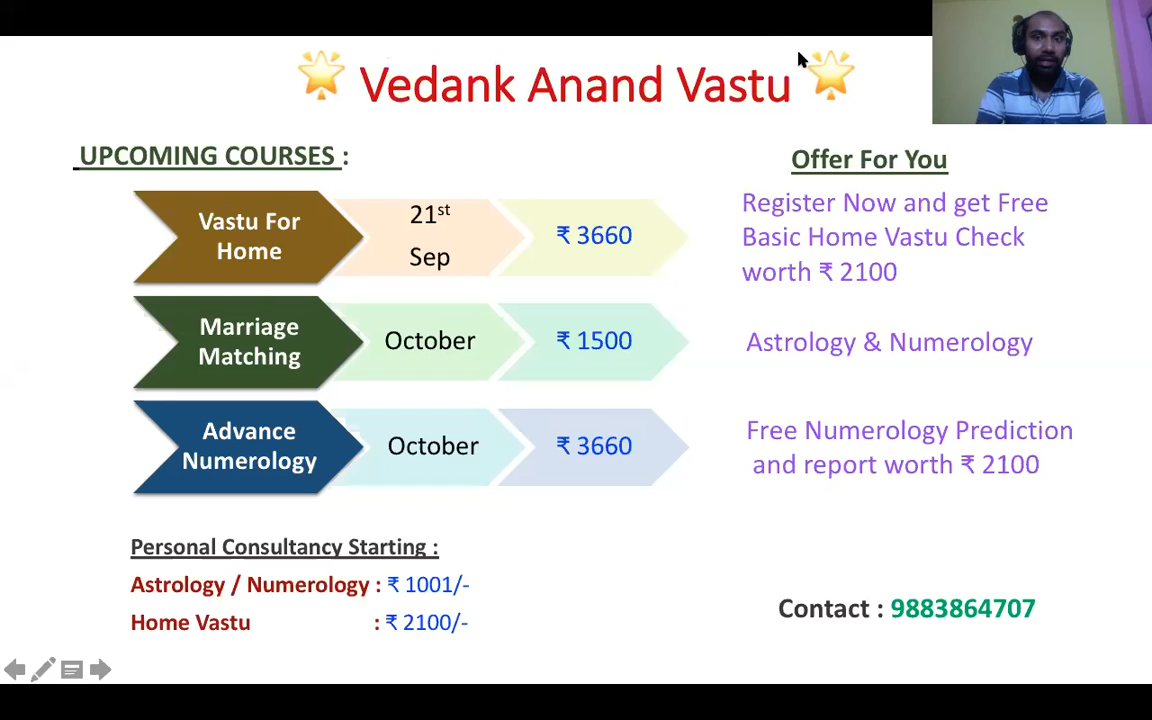 Vedank Anand Vastu
UPCOMING COURSES :
Vastu For
Home
21st
Sep
₹ 3660
Marriage
Matching
October
₹ 1500
Advance
Numerology
October
₹ 3660
Offer For You
Register Now and get Free
Basic Home Vastu Check
worth ₹ 2100
Astrology & Numerology
Free Numerology Prediction
and report worth ₹ 2100
Personal Consultancy Starting :
Astrology / Numerology : ₹ 1001/-
Home Vastu : ₹ 2100/-
Contact : 9883864707